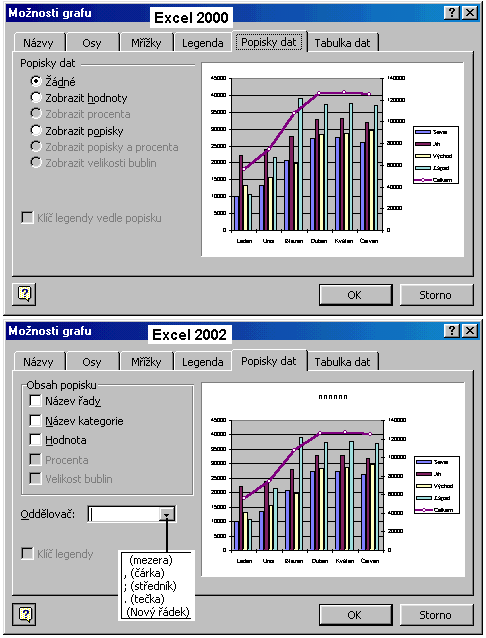 Možnosti grafu
Excel 2000
Názvy
Osy
Mřížky
Legenda
Popisky dat
Tabulka dat
Popisky dat
Žádné
Zobrazit hodnoty
Zobrazit procenta
Zobrazit popisky
Zobrazit popisky a procenta
Zobrazit velikosti bublin
Klíč legendy vedle popisku
45000
40000
35000
30000
25000
20000
15000
10000
5000
0
140000
120000
100000
80000
60000
40000
20000
0
Leden
Únor
Březen
Duben
Květen
Červen
Sever
Jih
Východ
Západ
Celkem
OK
Storno
Možnosti grafu
Excel 2002
Názvy
Osy
Mřížky
Legenda
Popisky dat
Tabulka dat
Obsah popisku
Název řady
Název kategorie
Hodnota
Procenta
Velikost bublin
Oddělovač:
Klíč legendy
(mezera)
, (čárka)
; (středník)
. (tečka)
(Nový řádek)
45000
40000
35000
30000
25000
20000
15000
10000
5000
0
140000
120000
100000
80000
60000
40000
20000
0
Leden
Únor
Březen
Duben
Květen
Červen
Sever
Jih
Východ
Západ
Celkem
OK
Storno